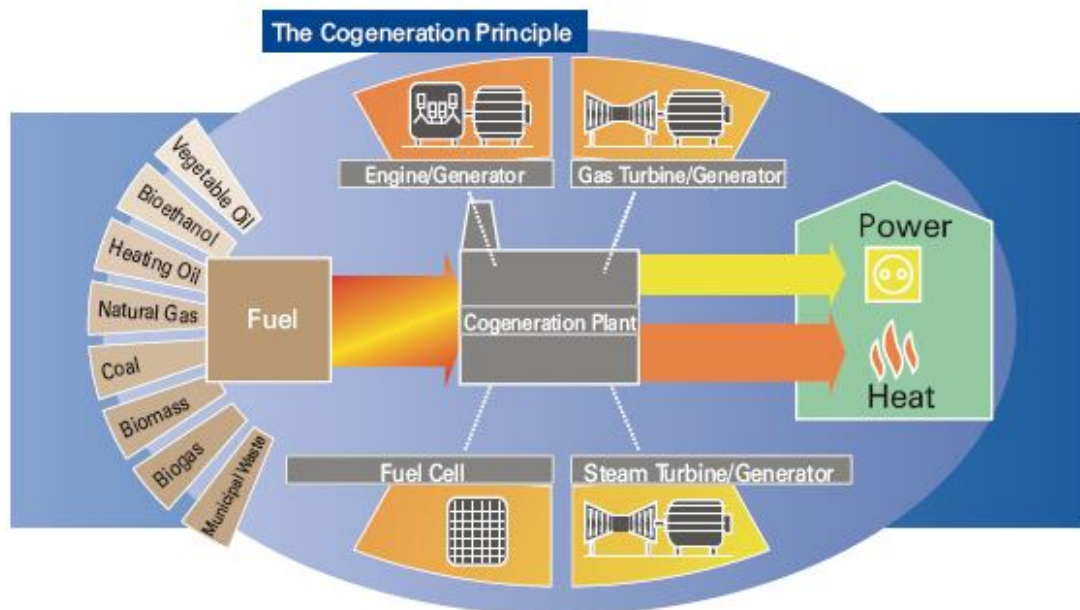 The Cogeneration Principle
Engine/Generator
Gas Turbine/Generator
Vegetable Oil
Bioethanol
Heating Oil
Natural Gas
Coal
Biomass
Biogas
Municipal Waste
Fuel
Cogeneration Plant
Power
Heat
Fuel Cell
Steam Turbine/Generator